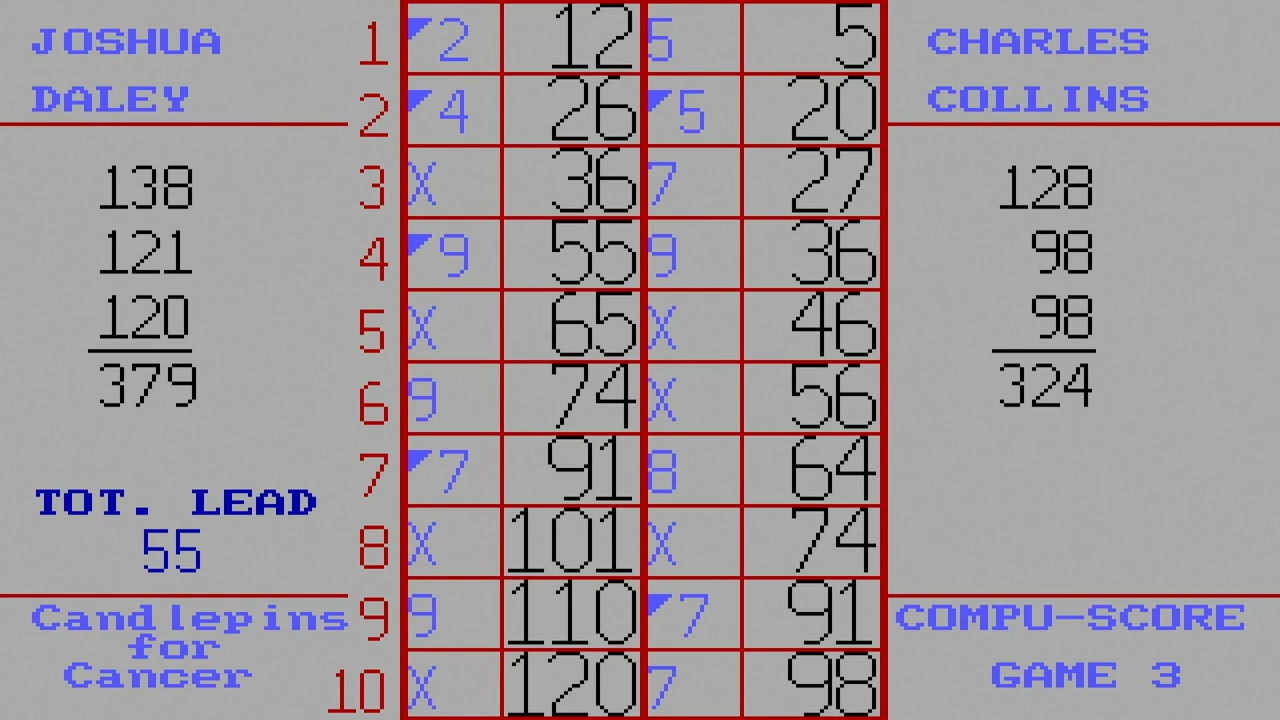 JOSHUA
DALEY
138
121
120
379
TOT. LEAD
55
Candlepins
for
Cancer
1 2 12 5 5
2 4 26 5 20
3 X 36 7 27
4 9 55 9 36
5 X 65 X 46
6 9 74 X 56
7 7 91 8 64
8 X 101 X 74
9 9 110 7 91
10 X 120 7 98
CHARLES
COLLINS
128
98
98
324
COMPU-SCORE
GAME 3